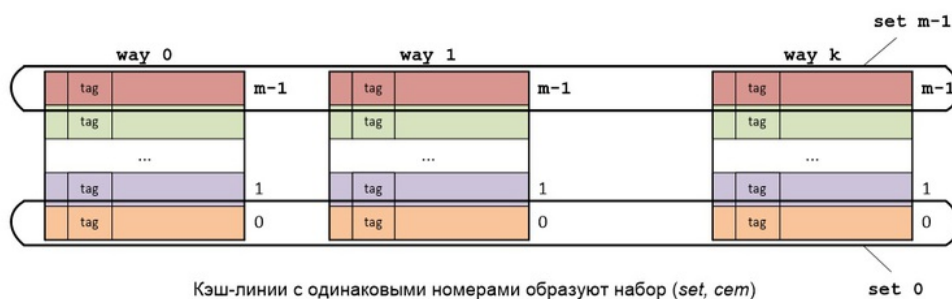 set m-1
way 0 way 1 way k
tag m-1 tag m-1 tag m-1
tag tag tag
... ... ...
tag 1 tag 1 tag 1
tag 0 tag 0 tag 0
Кэш-линии с одинаковыми номерами образуют набор (set, сет) set 0